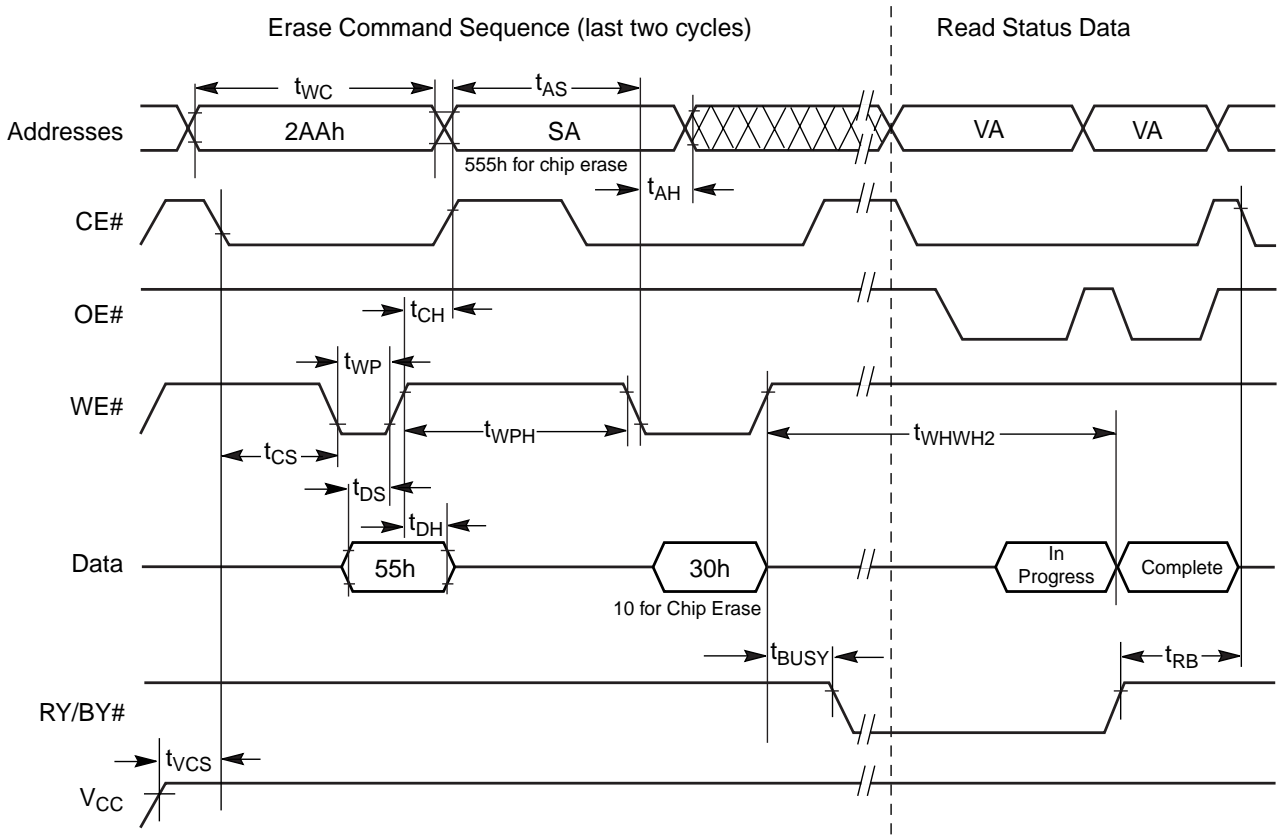 Erase Command Sequence (last two cycles) Read Status Data
tWC tAS
Addresses 2AAh SA VA VA
555h for chip erase
tAH
CE#
OE# tCH
tWP
WE# tWPH tWHWH2
tCS
tDS
tDH
Data 55h 30h In Progress Complete
10 for Chip Erase
tBUSY tRB
RY/BY#
tVCS
VCC